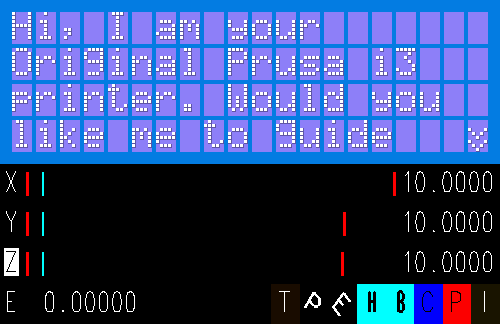 Hi, I am your
Original Prusa i3
printer. Would you
like me to guide v
X 10.0000
Y 10.0000
Z 10.0000
E 0.00000 T P E H B C P I